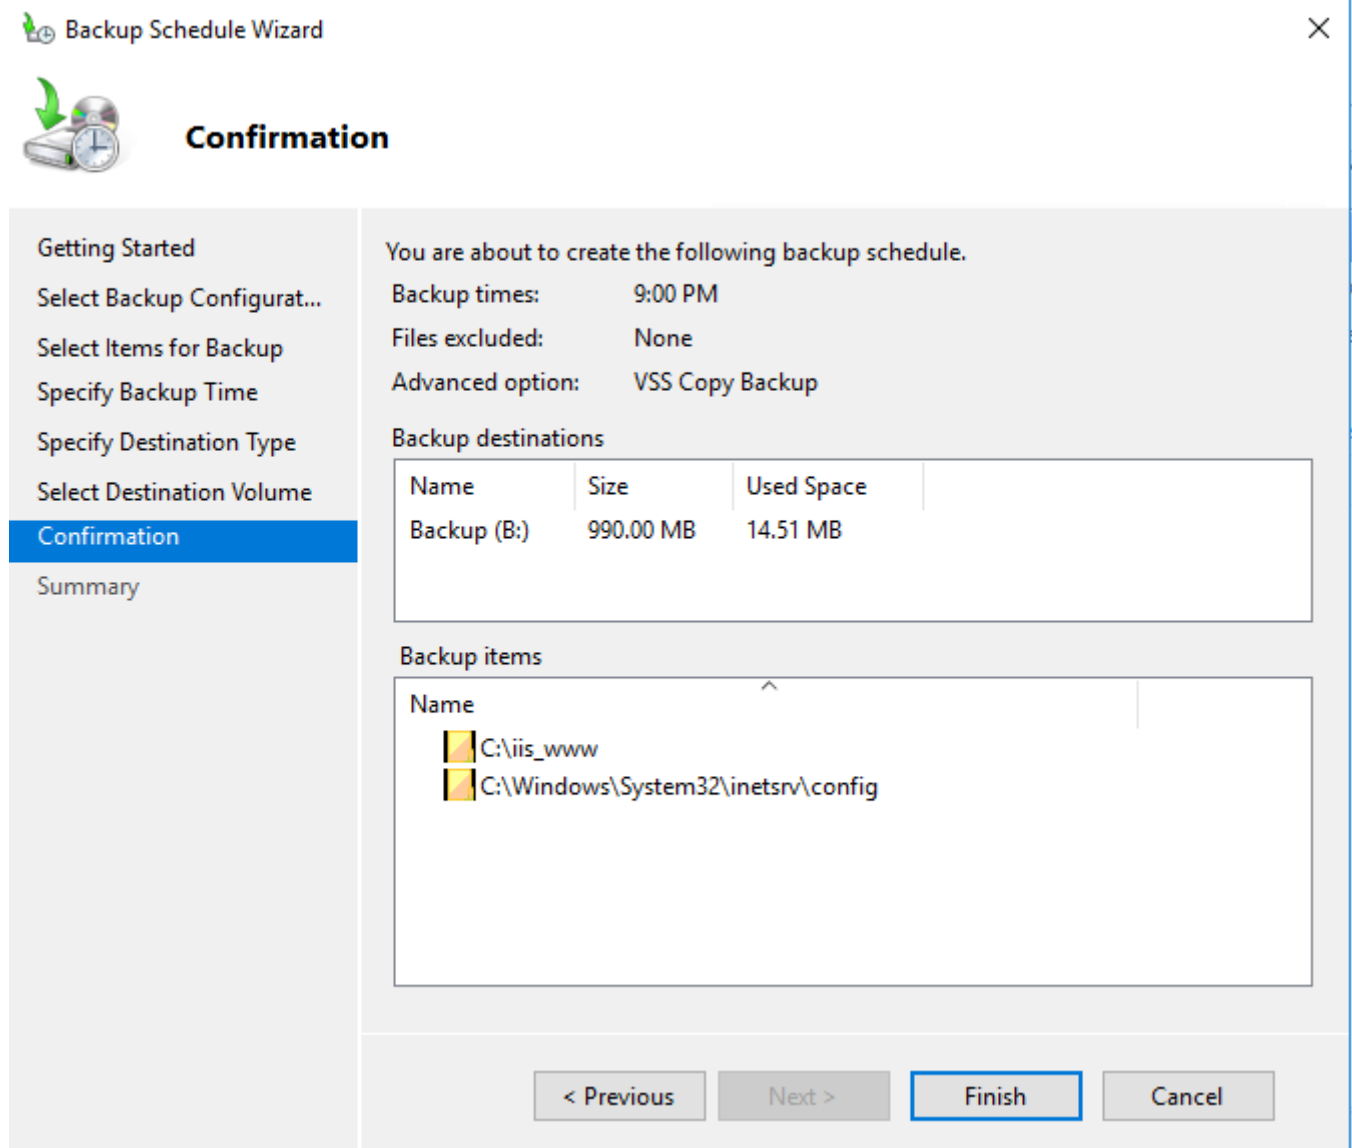 Backup Schedule Wizard
Confirmation
Getting Started
Select Backup Configurat...
Select Items for Backup
Specify Backup Time
Specify Destination Type
Select Destination Volume
Confirmation
Summary
You are about to create the following backup schedule.
Backup times: 9:00 PM
Files excluded: None
Advanced option: VSS Copy Backup
Backup destinations
Name Size Used Space
Backup (B:) 990.00 MB 14.51 MB
Backup items
Name
C:\iis_www
C:\Windows\System32\inetsrv\config
< Previous Next > Finish Cancel